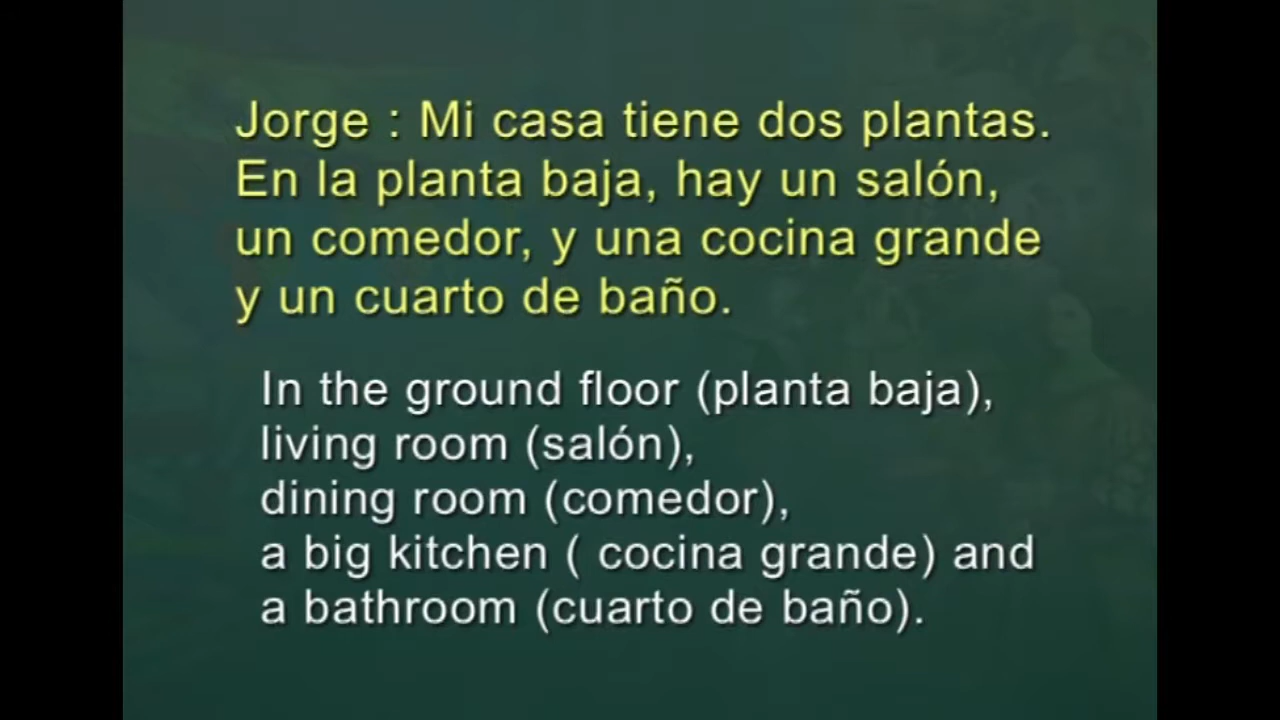 Jorge : Mi casa tiene dos plantas.
En la planta baja, hay un salón,
un comedor, y una cocina grande
y un cuarto de baño.
In the ground floor (planta baja),
living room (salón),
dining room (comedor),
a big kitchen ( cocina grande) and
a bathroom (cuarto de baño).